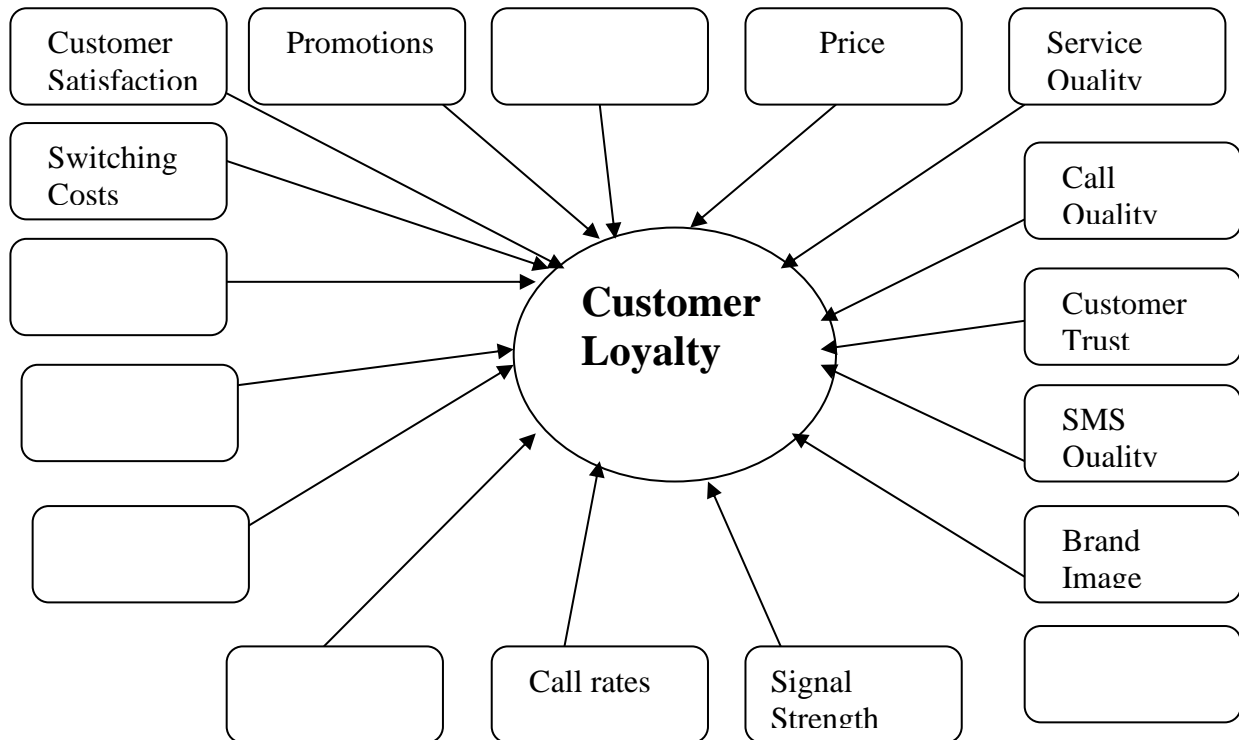 Customer
Satisfaction
Promotions
Price
Service
Quality
Switching
Costs
Call
Quality
Customer
Loyalty
Customer
Trust
SMS
Quality
Brand
Image
Call rates
Signal
Strength